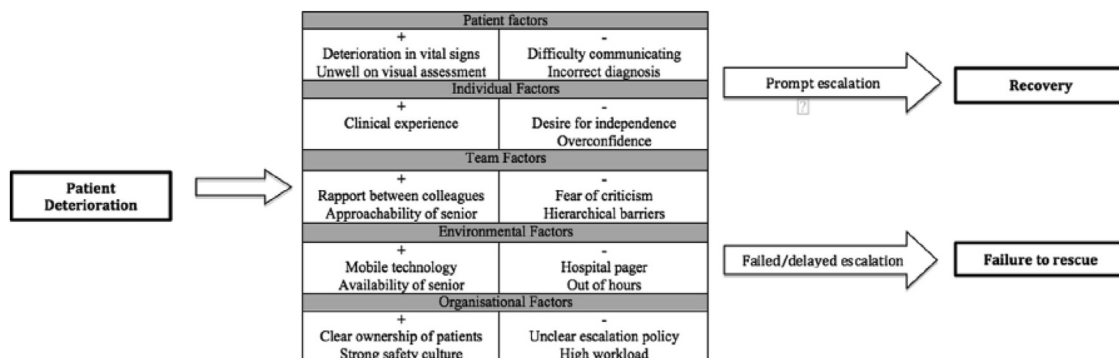 Patient factors
+
Deterioration in vital signs
Unwell on visual assessment
-
Difficulty communicating
Incorrect diagnosis
Individual Factors
+
Clinical experience
-
Desire for independence
Overconfidence
Team Factors
+
Rapport between colleagues
Approachability of senior
-
Fear of criticism
Hierarchical barriers
Environmental Factors
+
Mobile technology
Availability of senior
-
Hospital pager
Out of hours
Organisational Factors
+
Clear ownership of patients
Strong safety culture
-
Unclear escalation policy
High workload
Patient
Deterioration
Prompt escalation
?
Recovery
Failed/delayed escalation
Failure to rescue